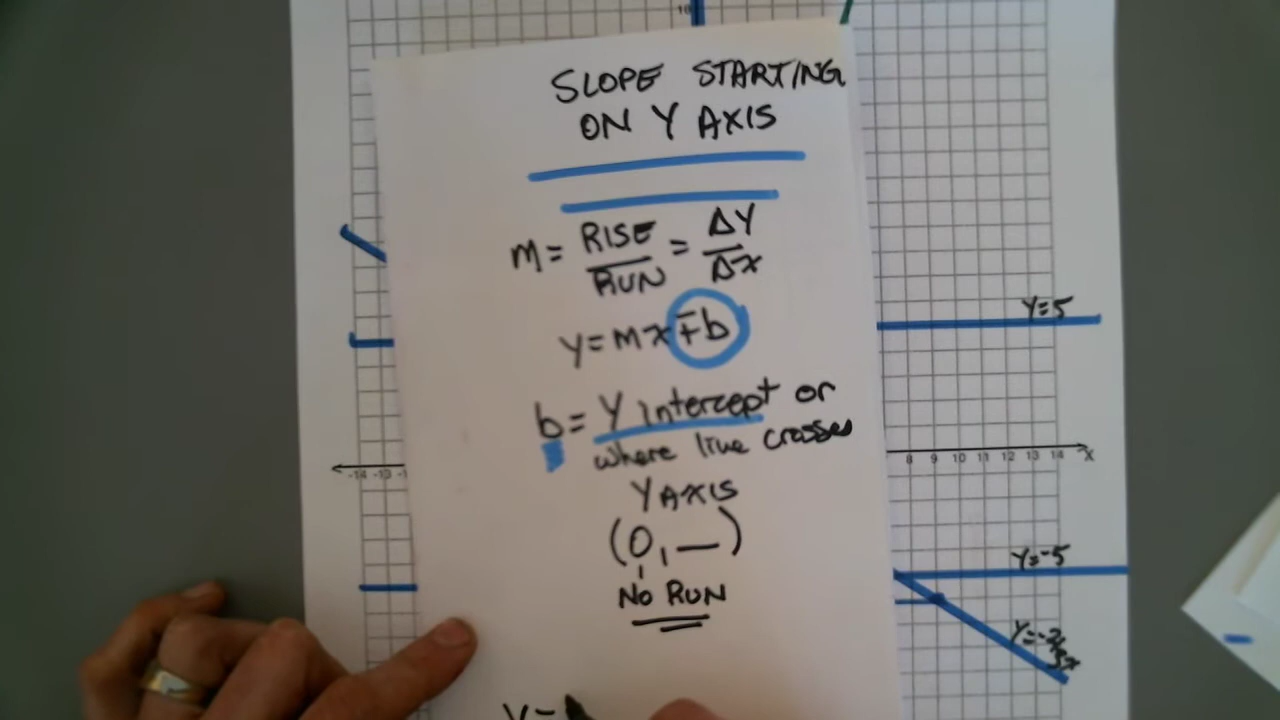 10
SLOPE STARTING
ON Y AXIS
m = RISE/RUN = ΔY/Δx
Y = mx ∓ b
b = Y intercept or
where line crosses
Y AXIS
(0, __)
NO RUN
Y =
Y=5
-14 -13
8 9 10 11 12 13 14 X
Y=-5